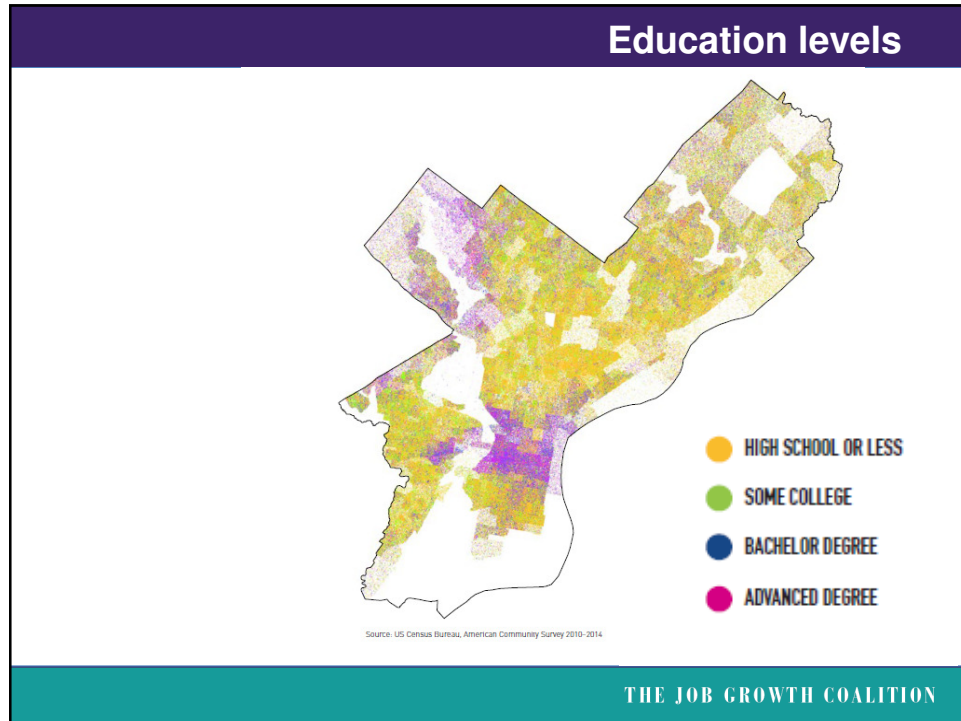 Education levels
HIGH SCHOOL OR LESS
SOME COLLEGE
BACHELOR DEGREE
ADVANCED DEGREE
Source: US Census Bureau, American Community Survey 2010-2014
THE JOB GROWTH COALITION